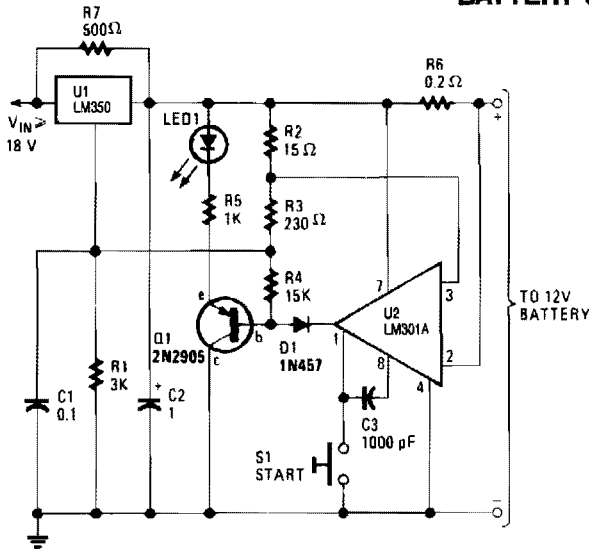 BATTERY
R7
500Ω
U1
LM350
VIN ≥
18 V
LED1
R5
1K
R2
15 Ω
R3
230 Ω
R4
15K
R6
0.2 Ω
+
TO 12V
BATTERY
7
3
U2
LM301A
1
8
2
4
e
b
c
Q1
2N2905
D1
1N457
C1
0.1
R1
3K
+
C2
1
C3
1000 pF
S1
START
−